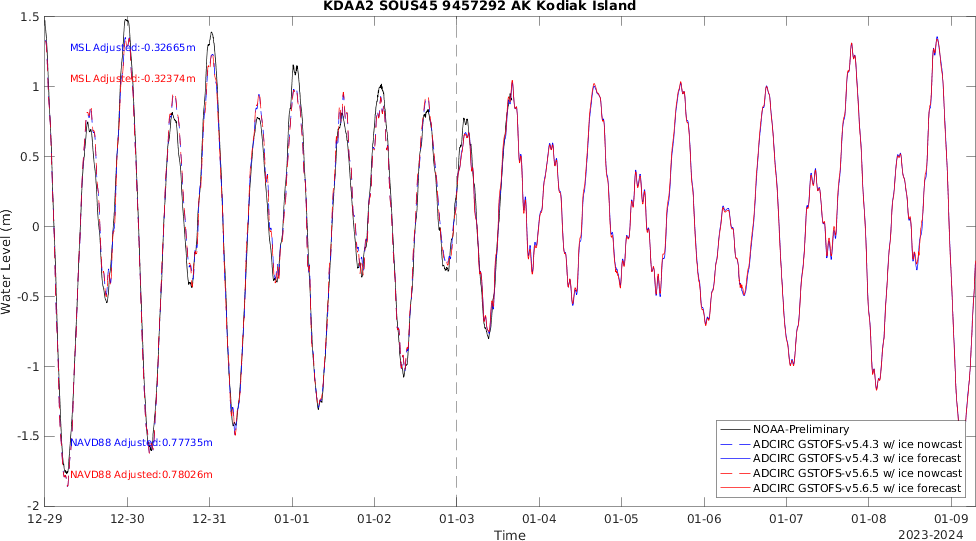 KDAA2 SOUS45 9457292 AK Kodiak Island
1.5
MSL Adjusted:-0.32665m
MSL Adjusted:-0.32374m
1
0.5
0
Water Level (m)
-0.5
-1
-1.5
NAVD88 Adjusted:0.77735m
NAVD88 Adjusted:0.78026m
NOAA-Preliminary
ADCIRC GSTOFS-v5.4.3 w/ ice nowcast
ADCIRC GSTOFS-v5.4.3 w/ ice forecast
ADCIRC GSTOFS-v5.6.5 w/ ice nowcast
ADCIRC GSTOFS-v5.6.5 w/ ice forecast
-2
12-29 12-30 12-31 01-01 01-02 01-03 01-04 01-05 01-06 01-07 01-08 01-09
Time
2023-2024